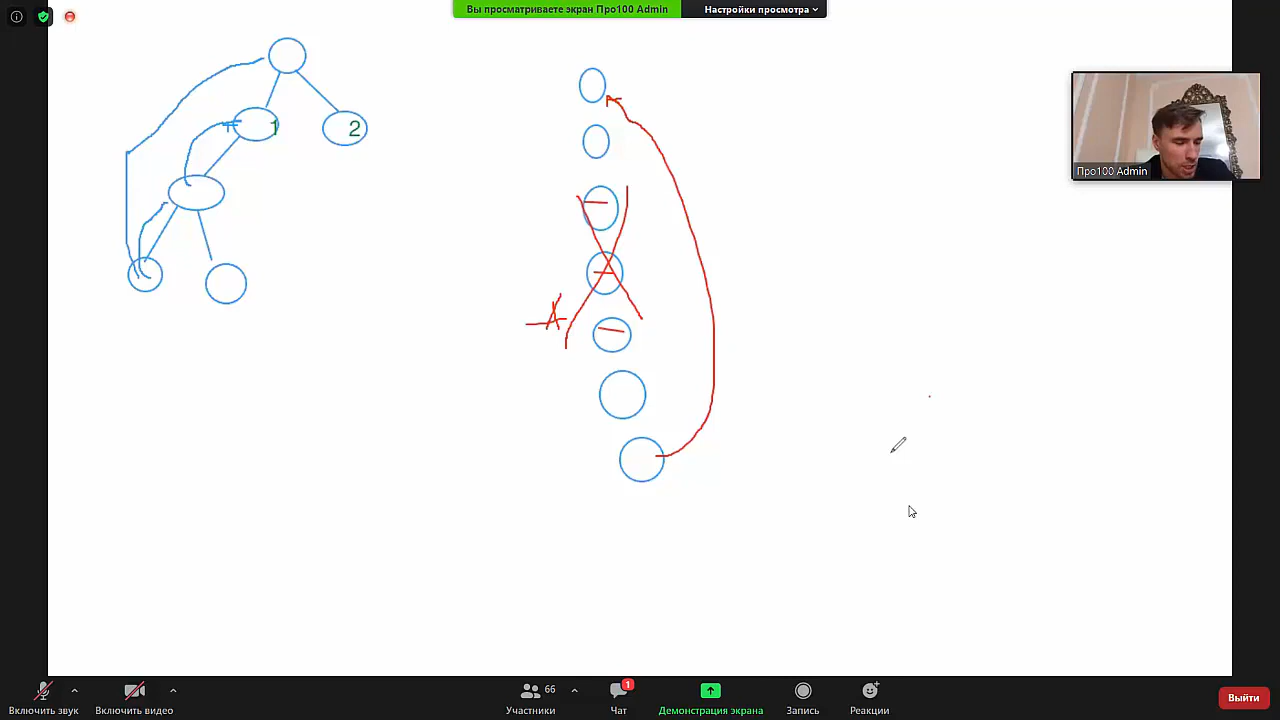 Вы просматриваете экран Про100 Admin
Настройки просмотра
1
2
Про100 Admin
Включить звук
Включить видео
66
Участники
1
Чат
Демонстрация экрана
Запись
Реакции
Выйти